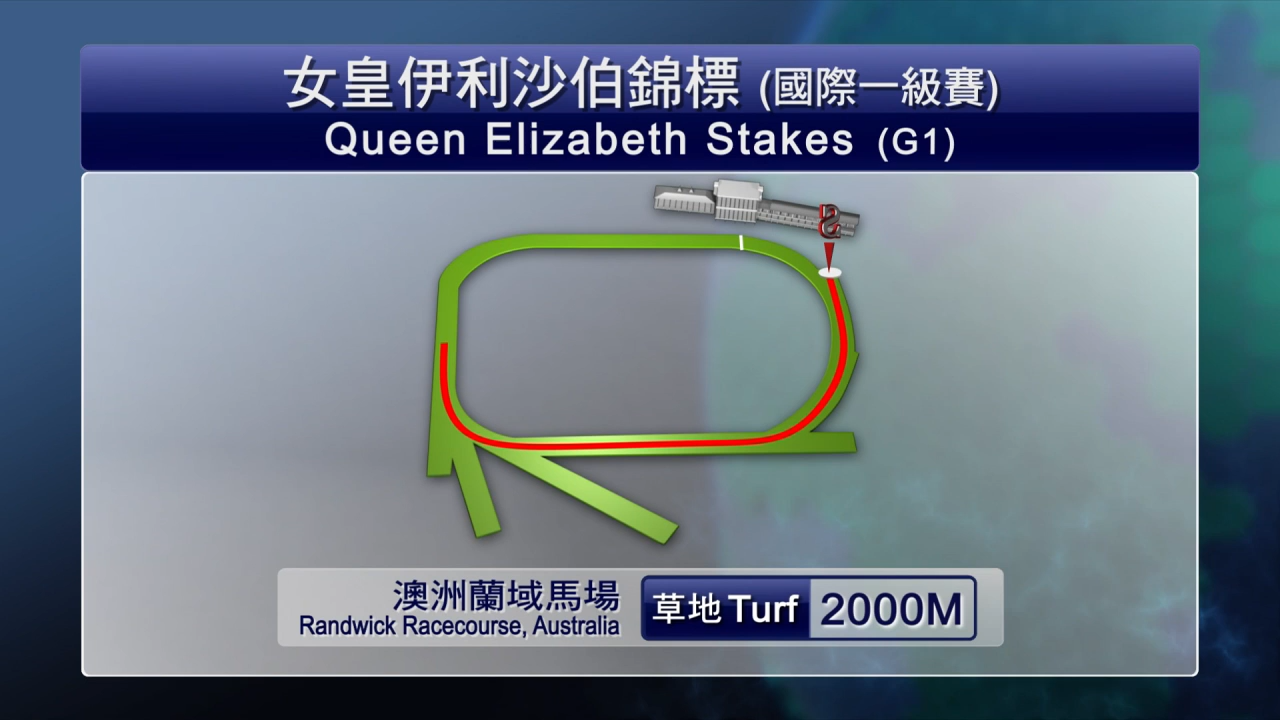 女皇伊利沙伯錦標 (國際一級賽)
Queen Elizabeth Stakes (G1)
澳洲蘭域馬場
Randwick Racecourse, Australia
草地 Turf 2000M